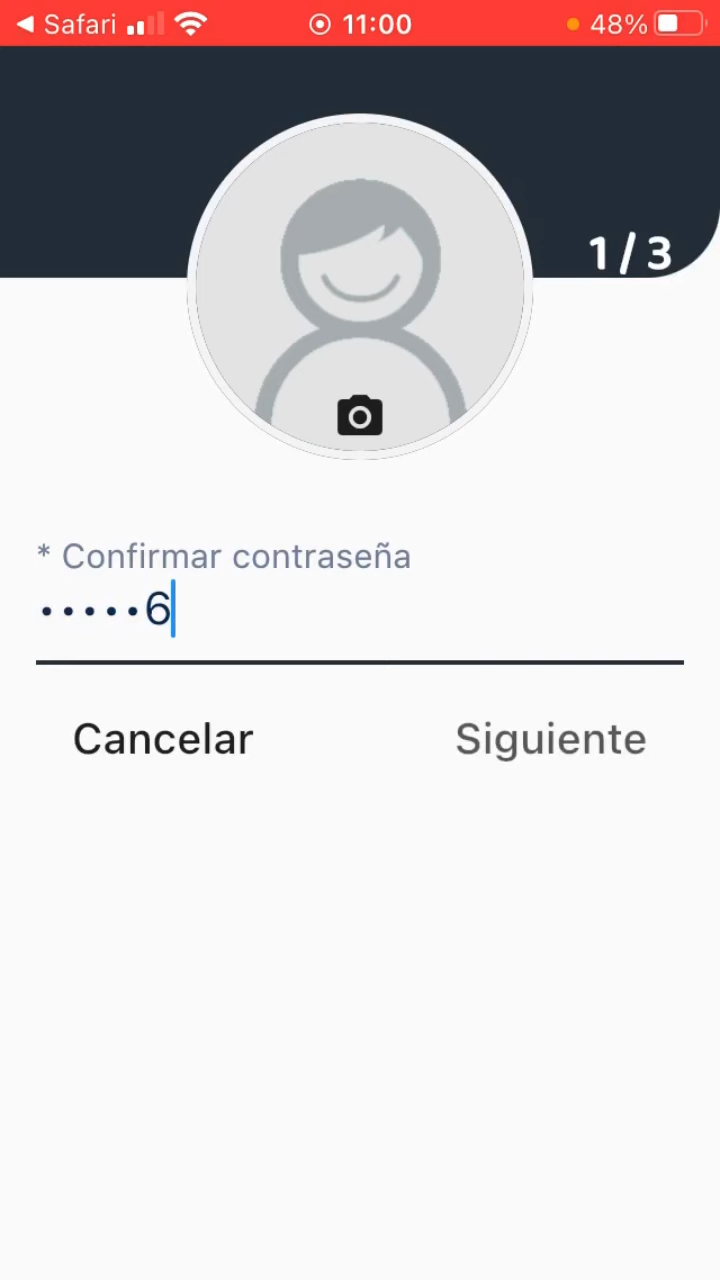 Safari 11:00 48%
1/3
* Confirmar contraseña
•••••6
Cancelar Siguiente